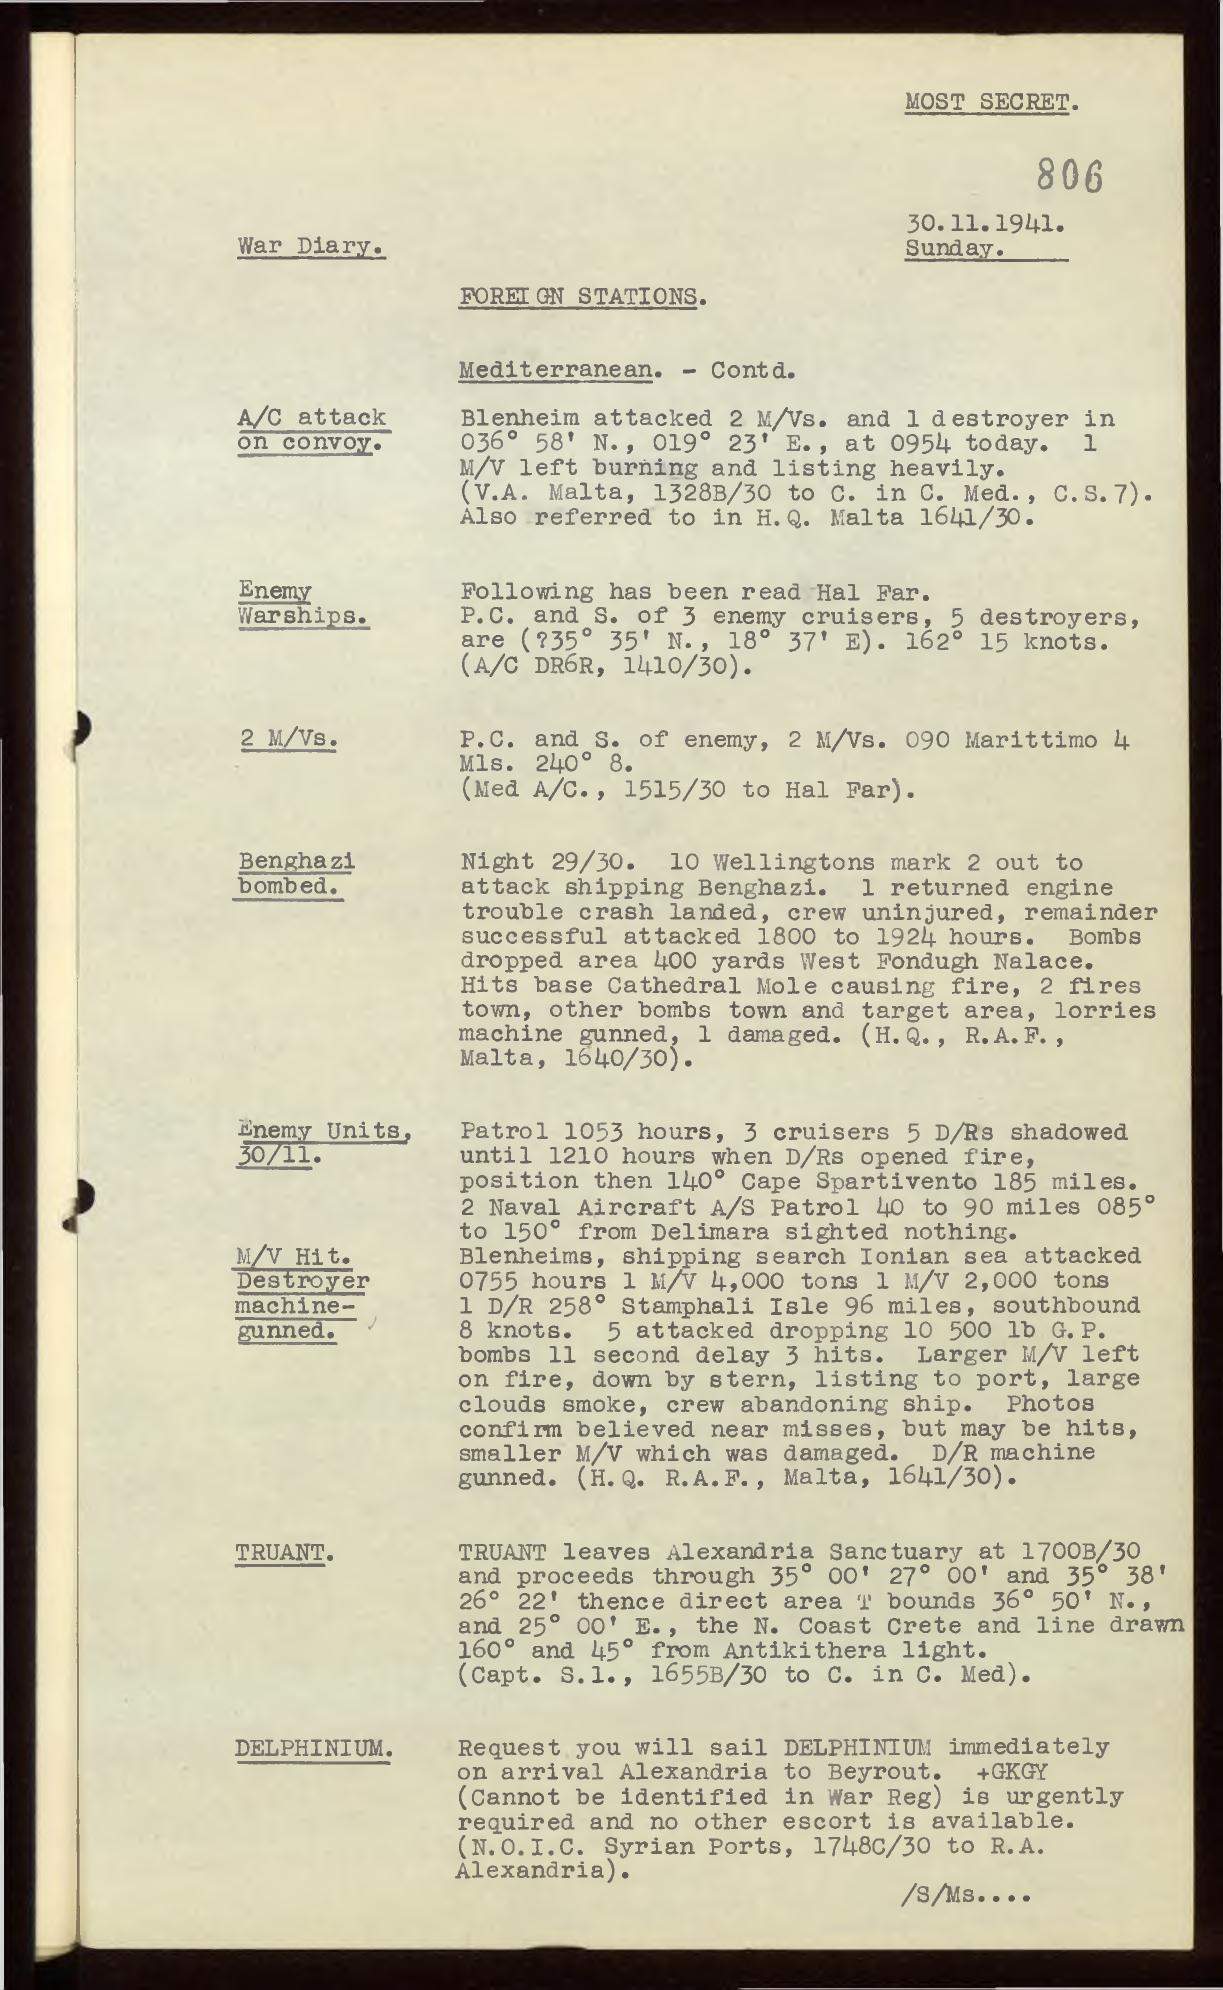 MOST SECRET.
806
30.11.1941.
War Diary.
Sunday.
FOREIGN STATIONS.
Mediterranean. - Contd.
A/C attack
on convoy.
Blenheim attacked 2 M/Vs. and 1 destroyer in
036° 58' N., 019° 23' E., at 0954 today. 1
M/V left burning and listing heavily.
(V.A. Malta, 1328B/30 to C. in C. Med., C.S.7).
Also referred to in H.Q. Malta 1641/30.
Enemy
Warships.
Following has been read Hal Far.
P.C. and S. of 3 enemy cruisers, 5 destroyers,
are (?35° 35' N., 18° 37' E). 162° 15 knots.
(A/C DR6R, 1410/30).
2 M/Vs.
P.C. and S. of enemy, 2 M/Vs. 090 Marittimo 4
Mls. 240° 8.
(Med A/C., 1515/30 to Hal Far).
Benghazi
bombed.
Night 29/30. 10 Wellingtons mark 2 out to
attack shipping Benghazi. 1 returned engine
trouble crash landed, crew uninjured, remainder
successful attacked 1800 to 1924 hours. Bombs
dropped area 400 yards West Fondugh Nalace.
Hits base Cathedral Mole causing fire, 2 fires
town, other bombs town and target area, lorries
machine gunned, 1 damaged. (H.Q., R.A.F.,
Malta, 1640/30).
Enemy Units,
30/11.
Patrol 1053 hours, 3 cruisers 5 D/Rs shadowed
until 1210 hours when D/Rs opened fire,
position then 140° Cape Spartivento 185 miles.
2 Naval Aircraft A/S Patrol 40 to 90 miles 085°
to 150° from Delimara sighted nothing.
M/V Hit.
Destroyer
machine-
gunned.
Blenheims, shipping search Ionian sea attacked
0755 hours 1 M/V 4,000 tons 1 M/V 2,000 tons
1 D/R 258° Stamphali Isle 96 miles, southbound
8 knots. 5 attacked dropping 10 500 lb G.P.
bombs 11 second delay 3 hits. Larger M/V left
on fire, down by stern, listing to port, large
clouds smoke, crew abandoning ship. Photos
confirm believed near misses, but may be hits,
smaller M/V which was damaged. D/R machine
gunned. (H.Q. R.A.F., Malta, 1641/30).
TRUANT.
TRUANT leaves Alexandria Sanctuary at 1700B/30
and proceeds through 35° 00' 27° 00' and 35° 38'
26° 22' thence direct area T bounds 36° 50' N.,
and 25° 00' E., the N. Coast Crete and line drawn
160° and 45° from Antikithera light.
(Capt. S.1., 1655B/30 to C. in C. Med).
DELPHINIUM.
Request you will sail DELPHINIUM immediately
on arrival Alexandria to Beyrout. +GKGY
(Cannot be identified in War Reg) is urgently
required and no other escort is available.
(N.O.I.C. Syrian Ports, 1748C/30 to R.A.
Alexandria).
/S/Ms....